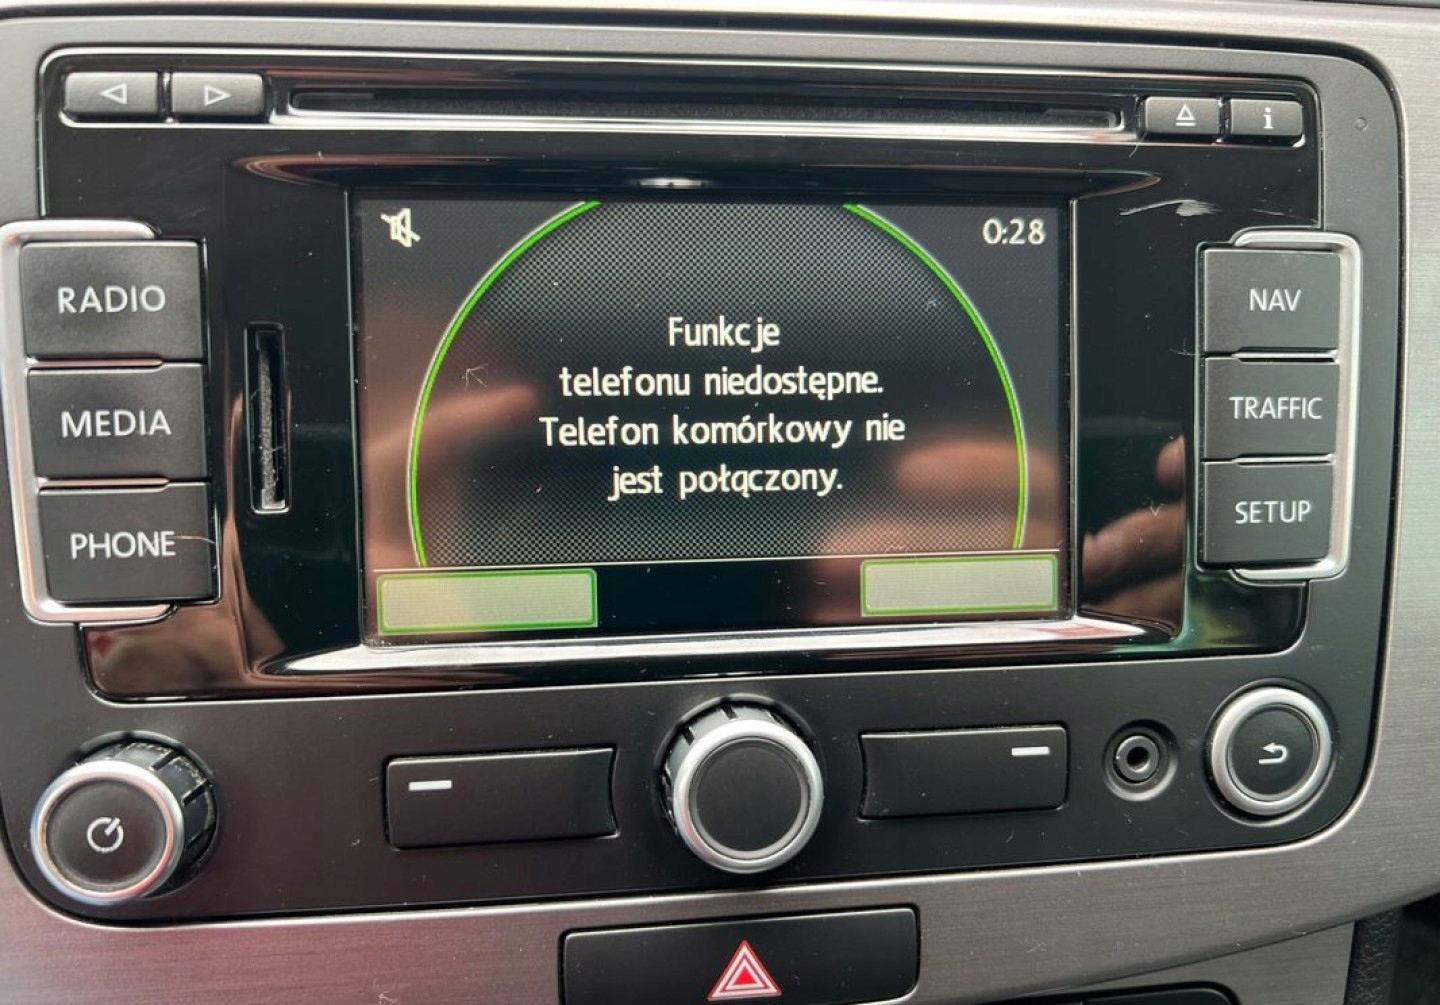 i
0:28
RADIO
NAV
Funkcje
telefonu niedostępne.
Telefon komórkowy nie
jest połączony.
MEDIA
TRAFFIC
PHONE
SETUP